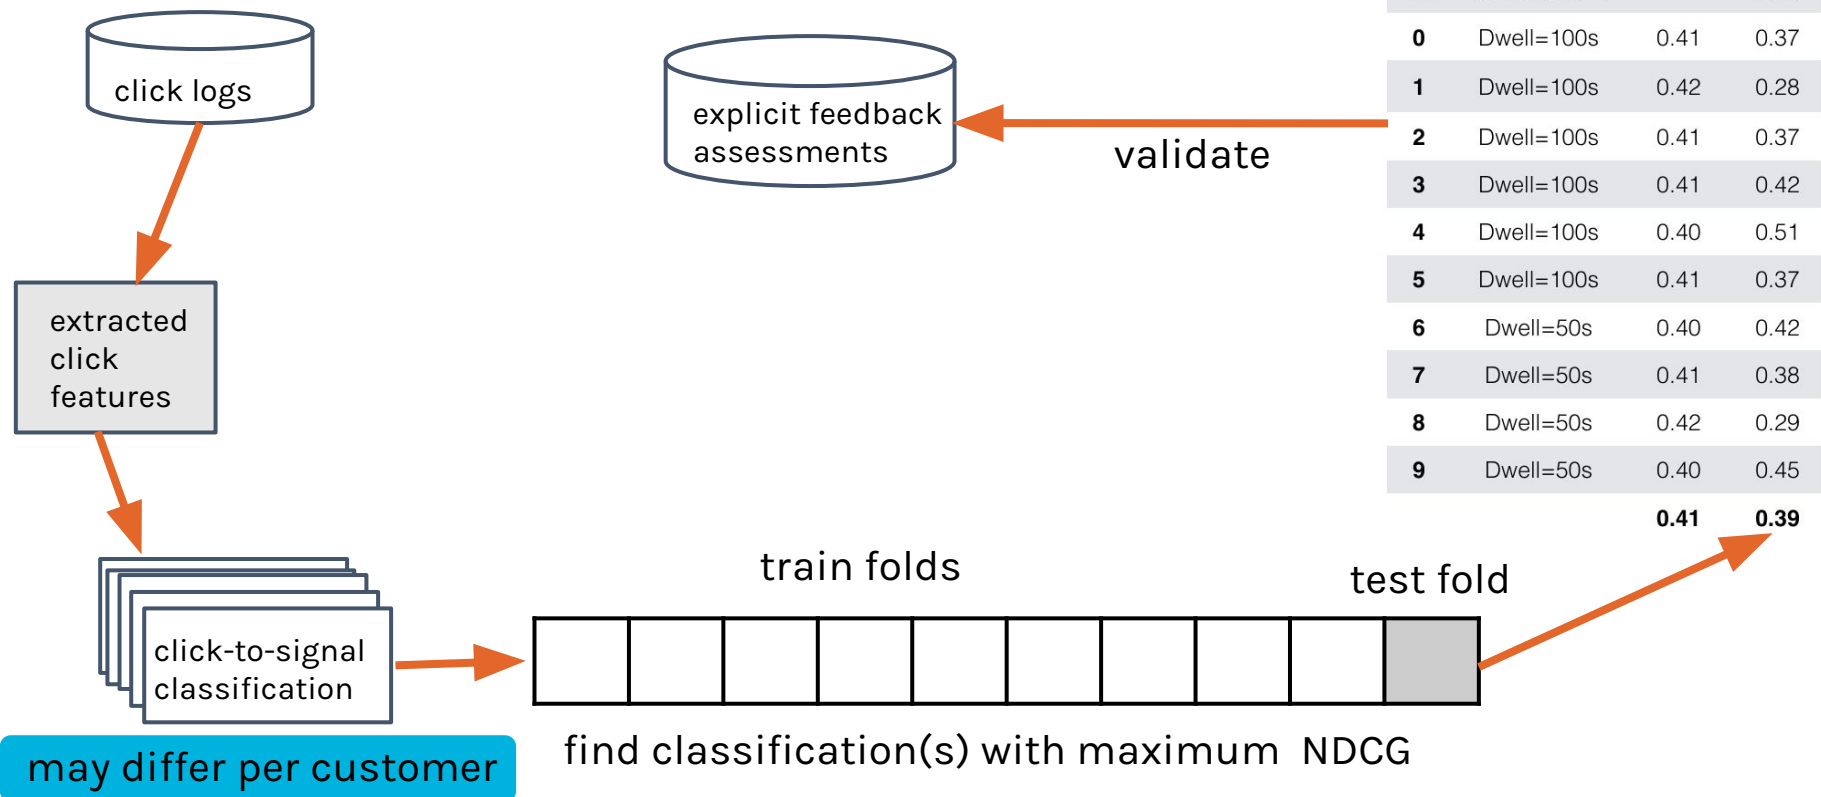 click logs
explicit feedback
assessments
validate
extracted
click
features
click-to-signal
classification
may differ per customer
train folds
test fold
find classification(s) with maximum NDCG
0 Dwell=100s 0.41 0.37
1 Dwell=100s 0.42 0.28
2 Dwell=100s 0.41 0.37
3 Dwell=100s 0.41 0.42
4 Dwell=100s 0.40 0.51
5 Dwell=100s 0.41 0.37
6 Dwell=50s 0.40 0.42
7 Dwell=50s 0.41 0.38
8 Dwell=50s 0.42 0.29
9 Dwell=50s 0.40 0.45
0.41 0.39